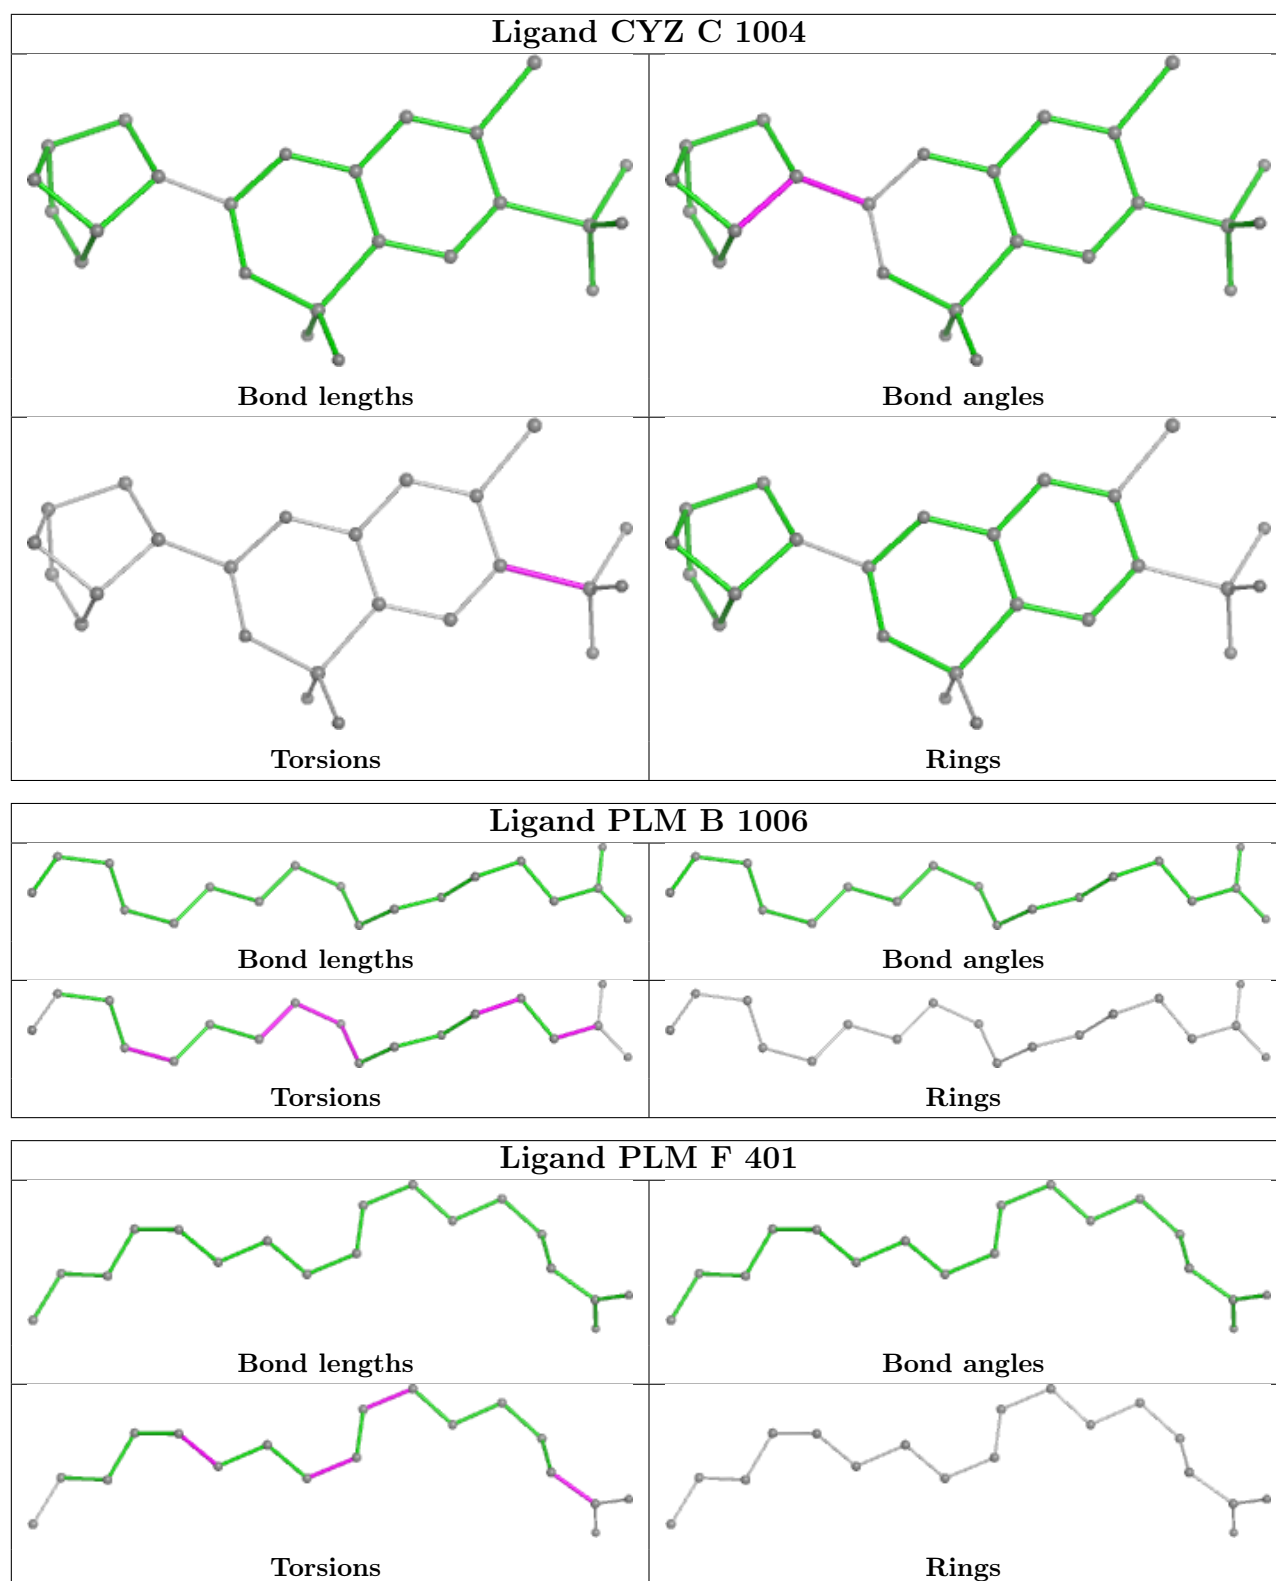 Ligand CYZ C 1004
Bond lengths
Bond angles
Torsions
Rings
Ligand PLM B 1006
Bond lengths
Bond angles
Torsions
Rings
Ligand PLM F 401
Bond lengths
Bond angles
Torsions
Rings